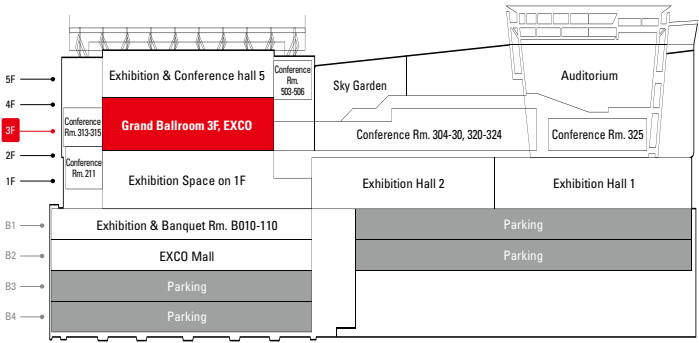 5F
Exhibition & Conference hall 5
Conference
Rm.
503-506
Sky Garden
Auditorium
4F
3F
Conference
Rm. 313-315
Grand Ballroom 3F, EXCO
Conference Rm. 304-30, 320-324
Conference Rm. 325
2F
Conference
Rm. 211
1F
Exhibition Space on 1F
Exhibition Hall 2
Exhibition Hall 1
B1
Exhibition & Banquet Rm. B010-110
Parking
B2
EXCO Mall
Parking
B3
Parking
B4
Parking